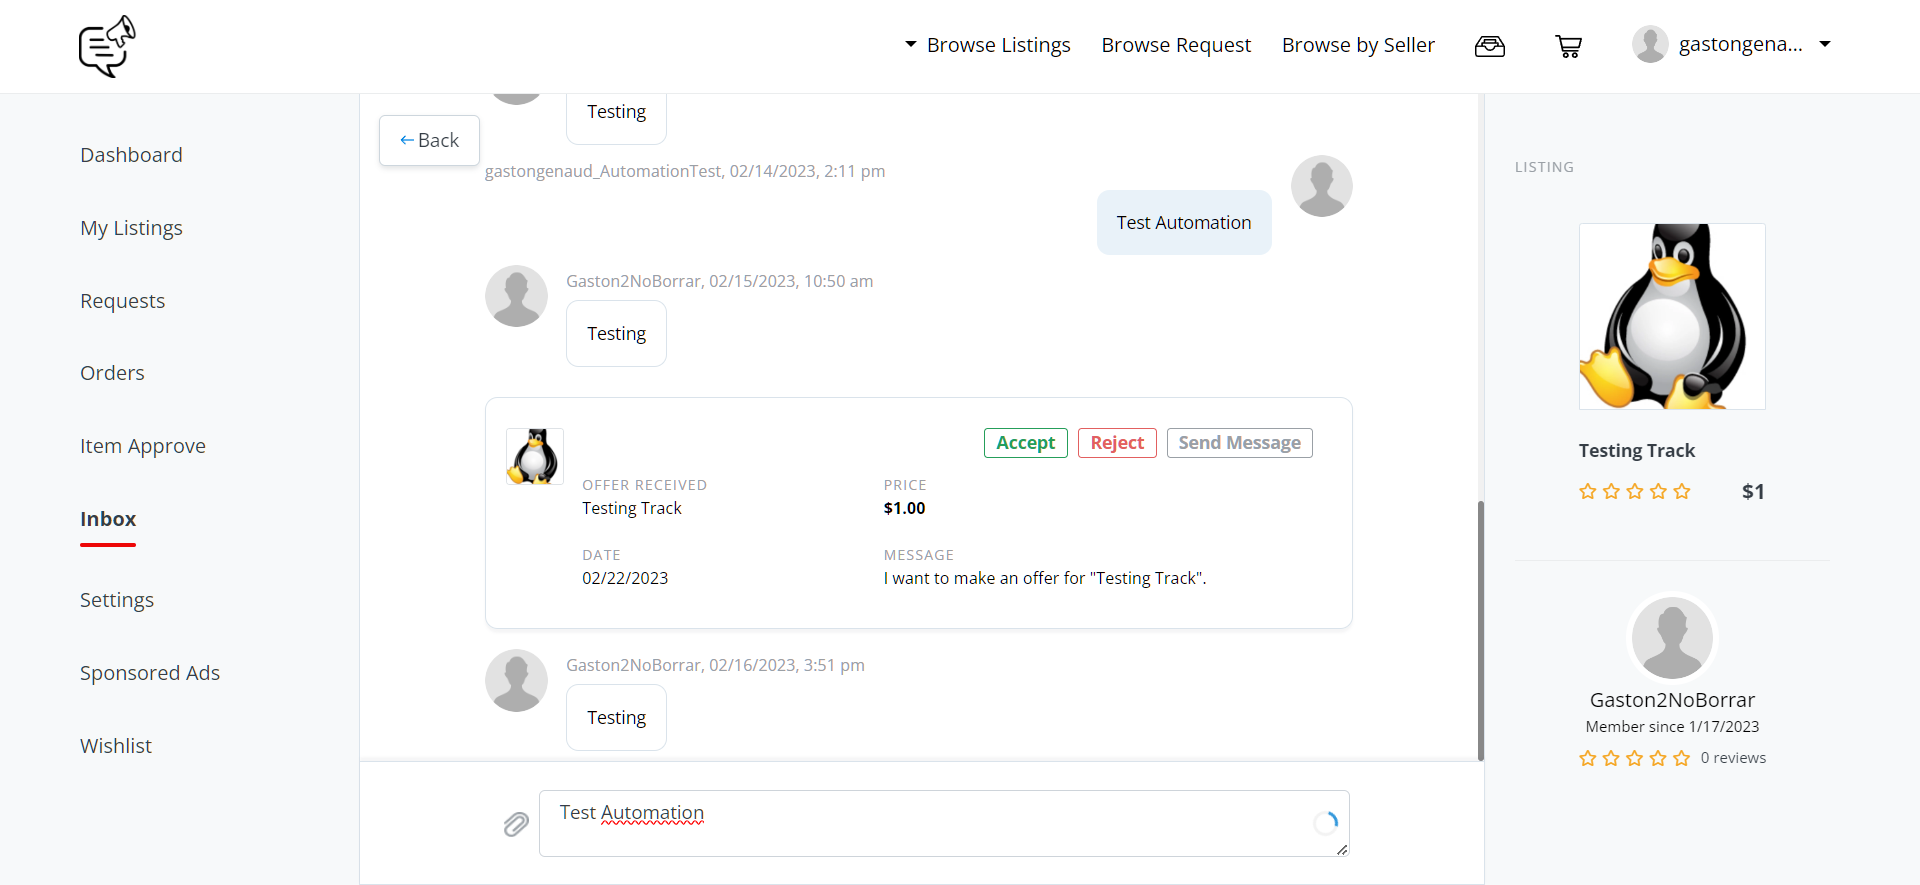 Browse Listings
Browse Request
Browse by Seller
gastongena...
Dashboard
My Listings
Requests
Orders
Item Approve
Inbox
Settings
Sponsored Ads
Wishlist
Back
Testing
gastongenaud_AutomationTest, 02/14/2023, 2:11 pm
Test Automation
Gaston2NoBorrar, 02/15/2023, 10:50 am
Testing
Accept
Reject
Send Message
OFFER RECEIVED
Testing Track
PRICE
$1.00
DATE
02/22/2023
MESSAGE
I want to make an offer for "Testing Track".
Gaston2NoBorrar, 02/16/2023, 3:51 pm
Testing
Test Automation
LISTING
Testing Track
$1
Gaston2NoBorrar
Member since 1/17/2023
0 reviews